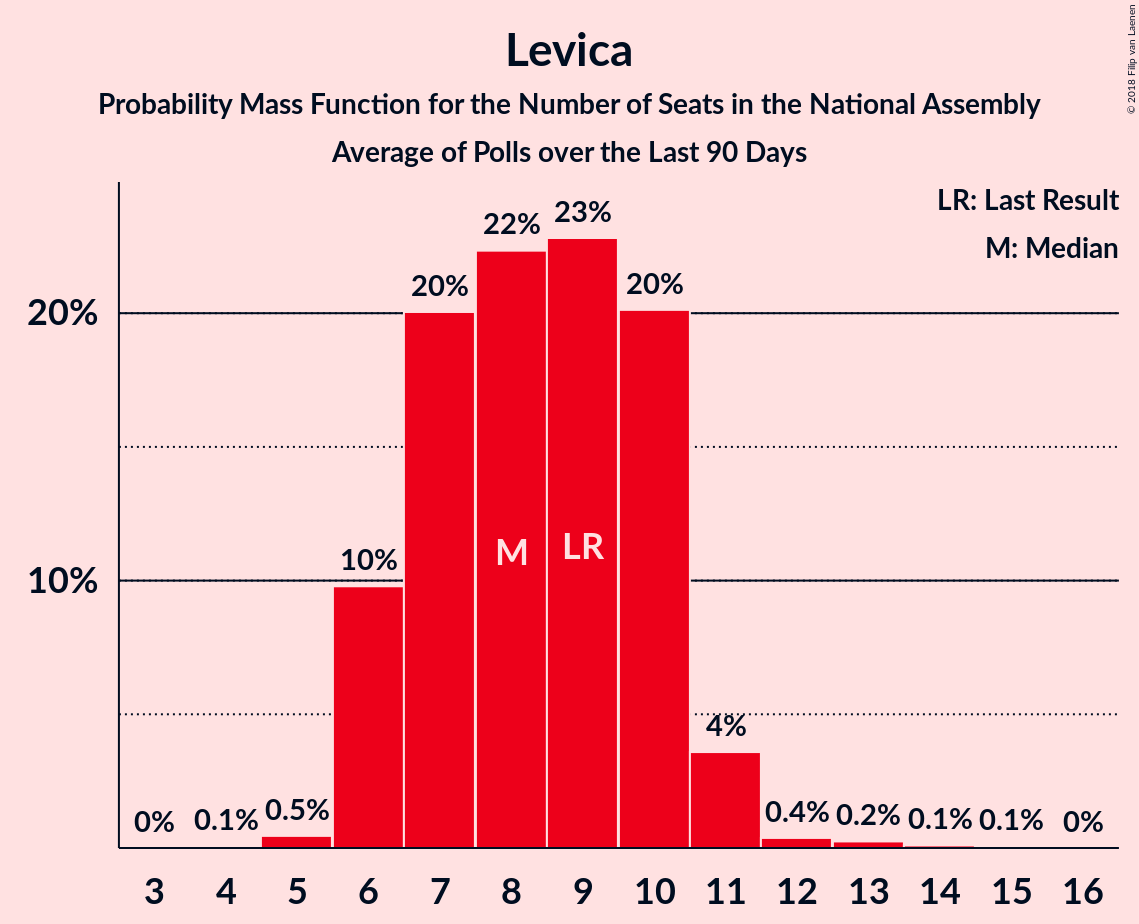 Levica
Probability Mass Function for the Number of Seats in the National Assembly
Average of Polls over the Last 90 Days
© 2018 Filip van Laenen
LR: Last Result
M: Median
20%
10%
0%
0.1%
0.5%
10%
20%
22%
23%
20%
4%
0.4%
0.2%
0.1%
0.1%
0%
M
LR
3 4 5 6 7 8 9 10 11 12 13 14 15 16